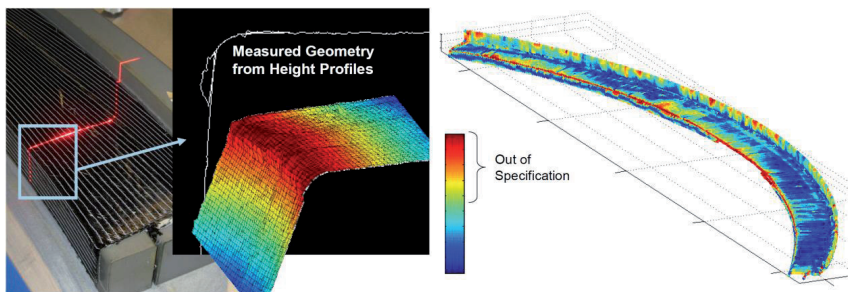 Measured Geometry
from Height Profiles
Out of
Specification